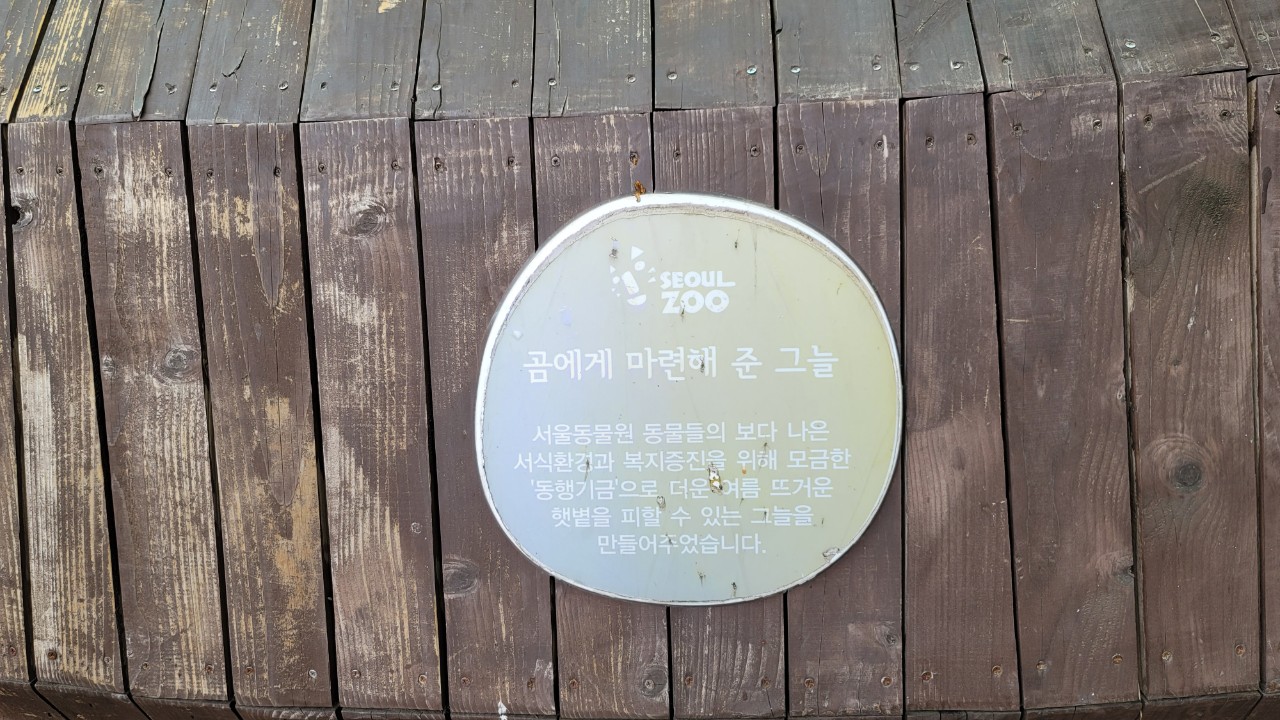 SEOUL
ZOO
곰에게 마련해 준 그늘
서울동물원 동물들의 보다 나은
서식환경과 복지증진을 위해 모금한
'동행기금'으로 더운 여름 뜨거운
햇볕을 피할 수 있는 그늘을
만들어주었습니다.